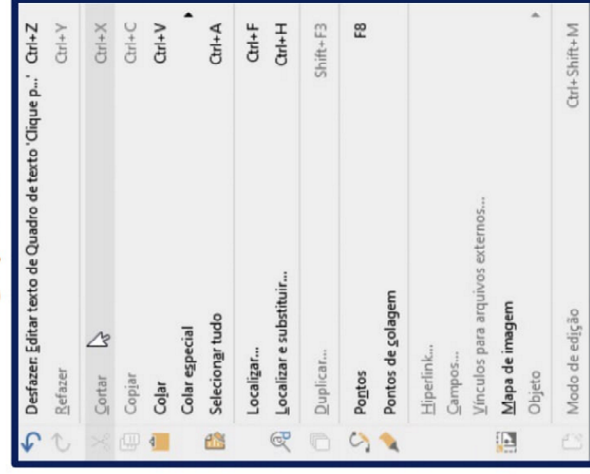 Desfazer: Editar texto de Quadro de texto 'Clique p...' Ctrl+Z
Refazer Ctrl+Y
Cortar Ctrl+X
Copiar Ctrl+C
Colar Ctrl+V
Colar especial
Selecionar tudo Ctrl+A
Localizar... Ctrl+F
Localizar e substituir... Ctrl+H
Duplicar... Shift+F3
Pontos F8
Pontos de colagem
Hiperlink...
Campos...
Vínculos para arquivos externos...
Mapa de imagem
Objeto
Modo de edição Ctrl+Shift+M